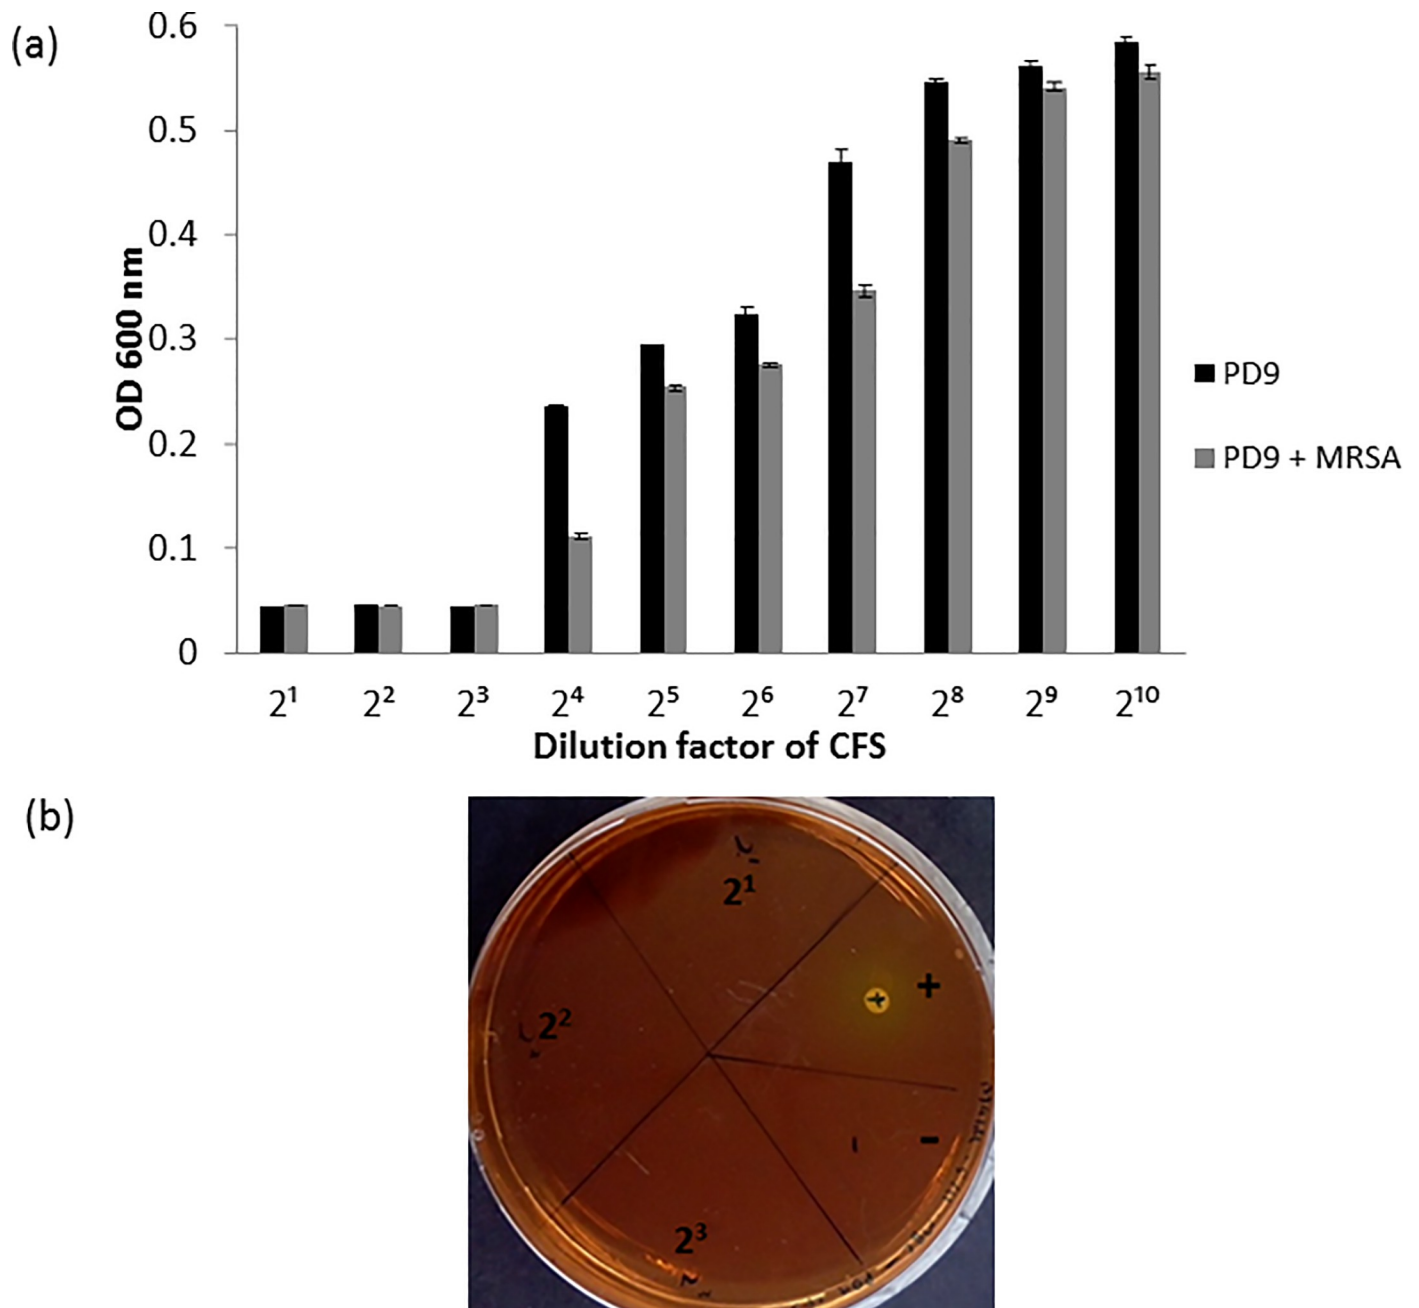 (a)
0.6
0.5
0.4
0.3
0.2
0.1
0
OD 600 nm
2¹ 2² 2³ 2⁴ 2⁵ 2⁶ 2⁷ 2⁸ 2⁹ 2¹⁰
Dilution factor of CFS
PD9
PD9 + MRSA
(b)
2¹
+
+
2²
-
-
2³